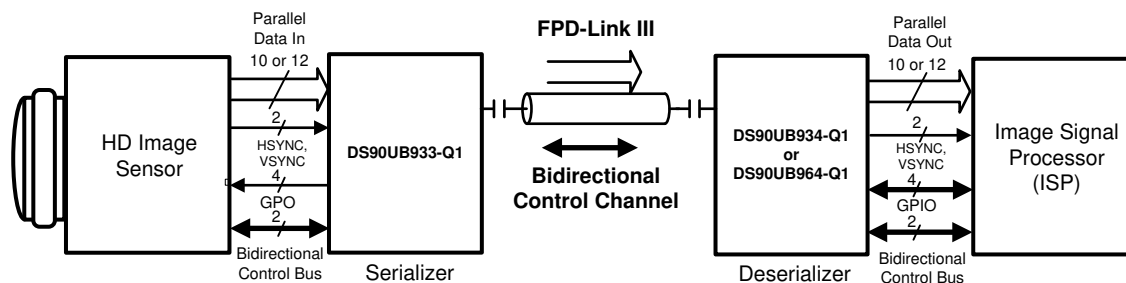 Parallel
Data In
10 or 12
HD Image
Sensor
2
HSYNC,
VSYNC
4
GPO
2
Bidirectional
Control Bus
DS90UB933-Q1
Serializer
FPD-Link III
Bidirectional
Control Channel
DS90UB934-Q1
or
DS90UB964-Q1
Deserializer
Parallel
Data Out
10 or 12
2
HSYNC,
VSYNC
4
GPIO
2
Bidirectional
Control Bus
Image Signal
Processor
(ISP)